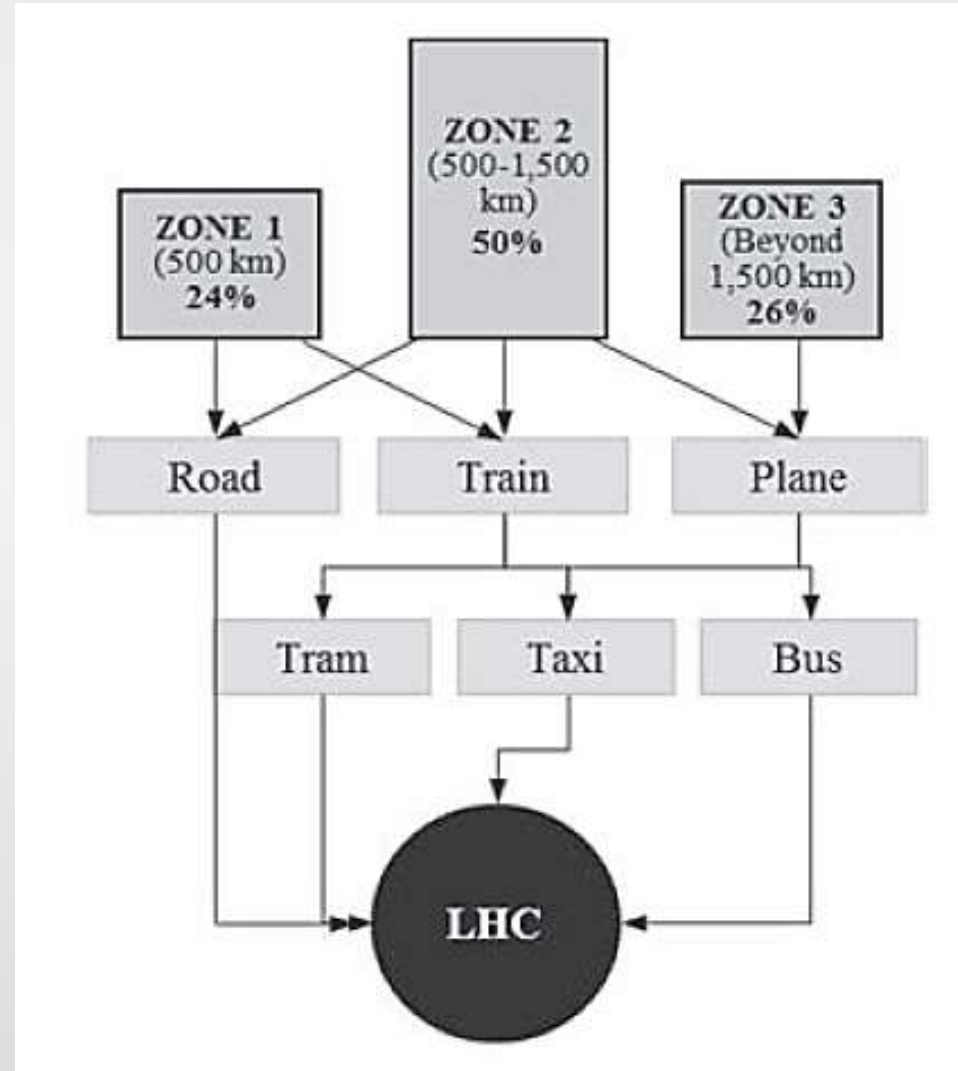 ZONE 1
(500 km)
24%
ZONE 2
(500-1,500
km)
50%
ZONE 3
(Beyond
1,500 km)
26%
Road
Train
Plane
Tram
Taxi
Bus
LHC